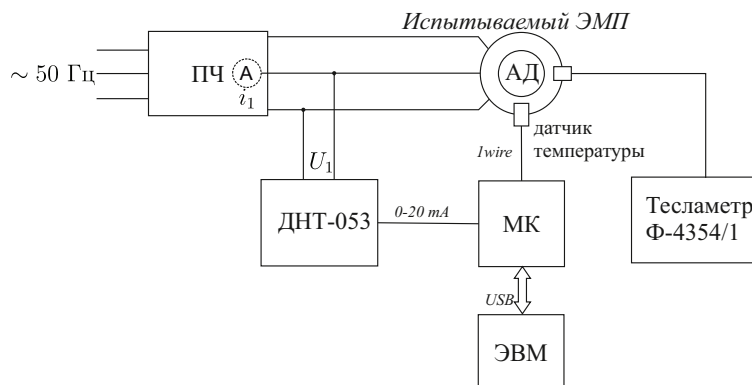 Испытываемый ЭМП
~ 50 Гц
ПЧ
A
i₁
АД
датчик
температуры
1wire
U₁
ДНТ-053
0-20 mA
МК
Тесламетр
Ф-4354/1
USB
ЭВМ